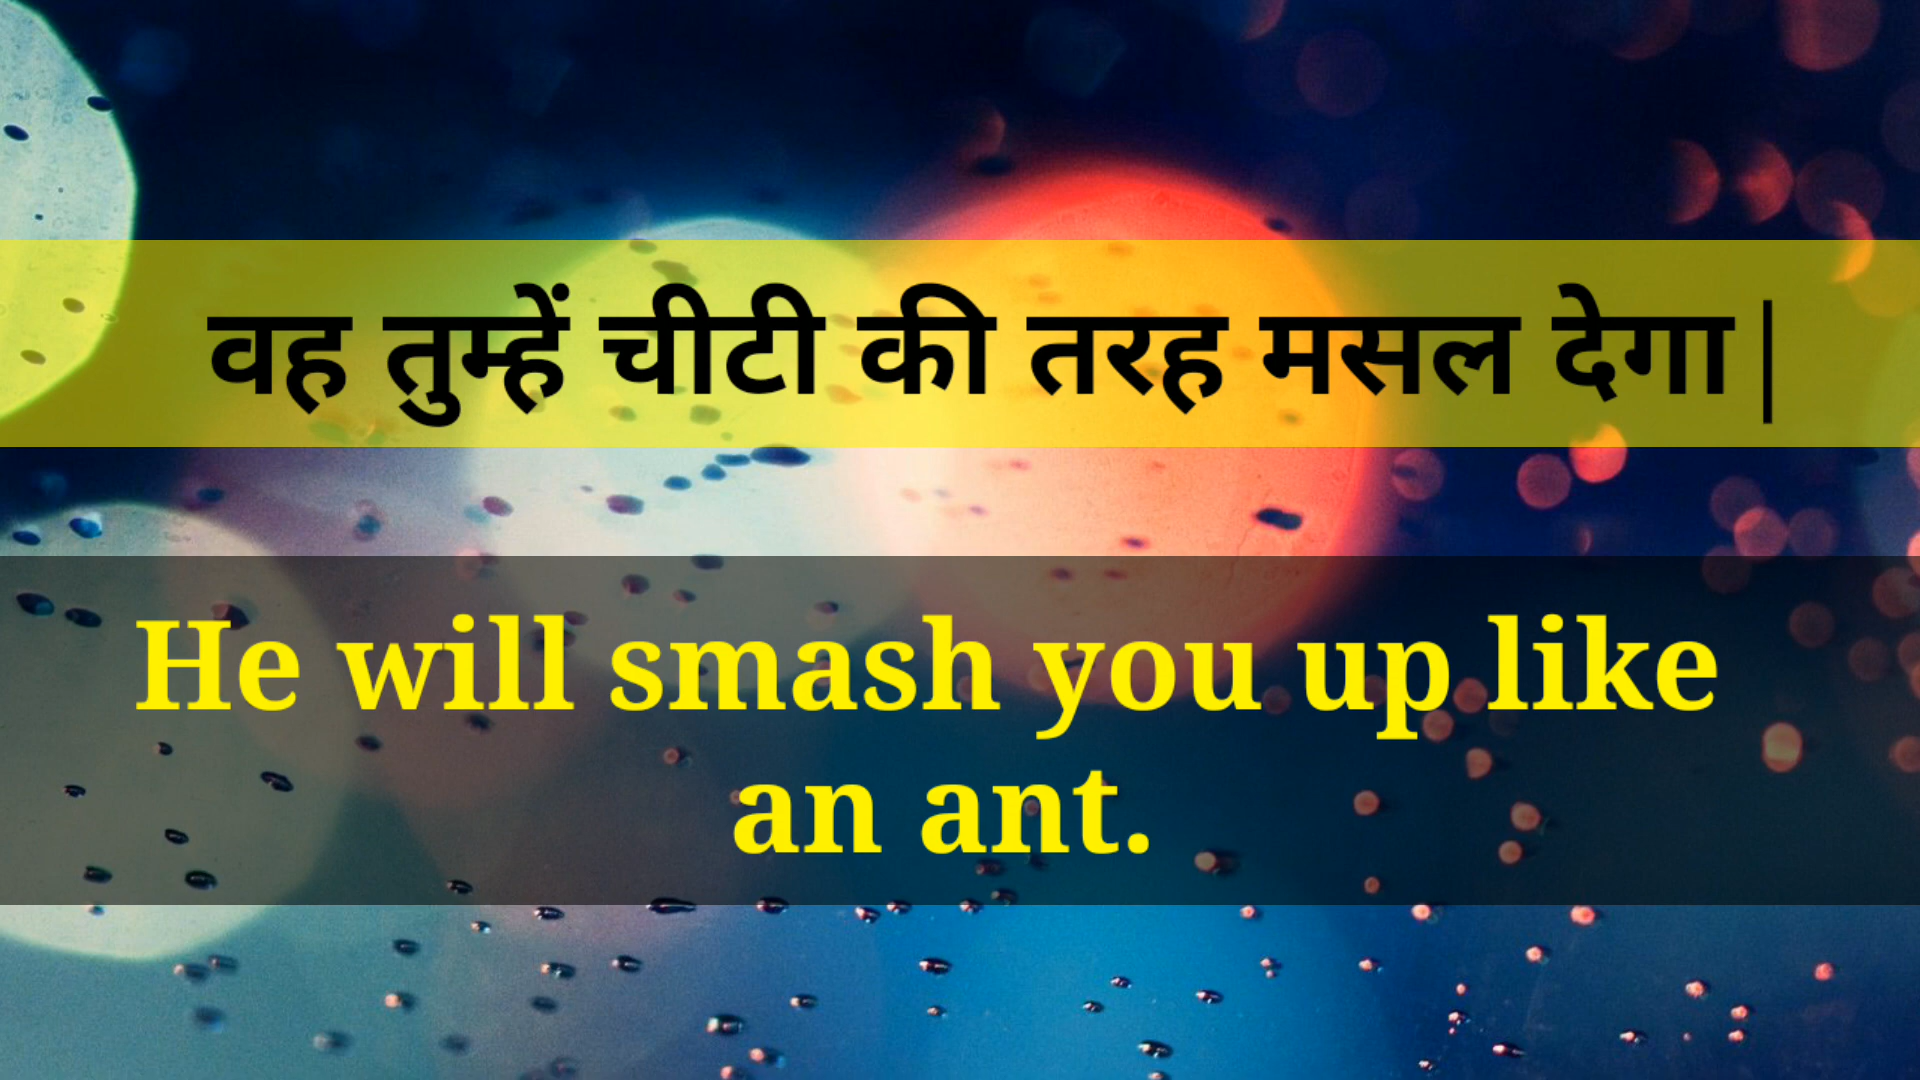 वह तुम्हें चीटी की तरह मसल देगा|
He will smash you up like
an ant.